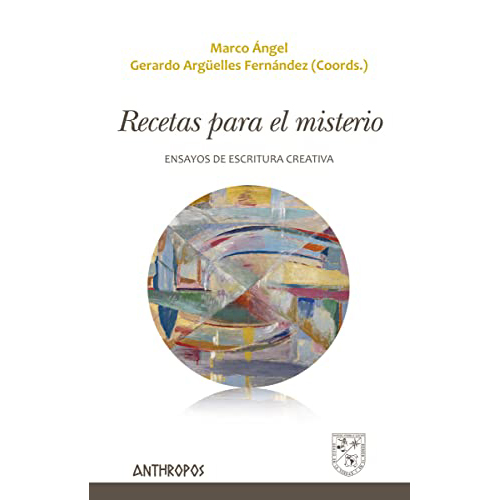 Marco Ángel
Gerardo Argüelles Fernández (Coords.)
Recetas para el misterio
ENSAYOS DE ESCRITURA CREATIVA
ANTHROPOS